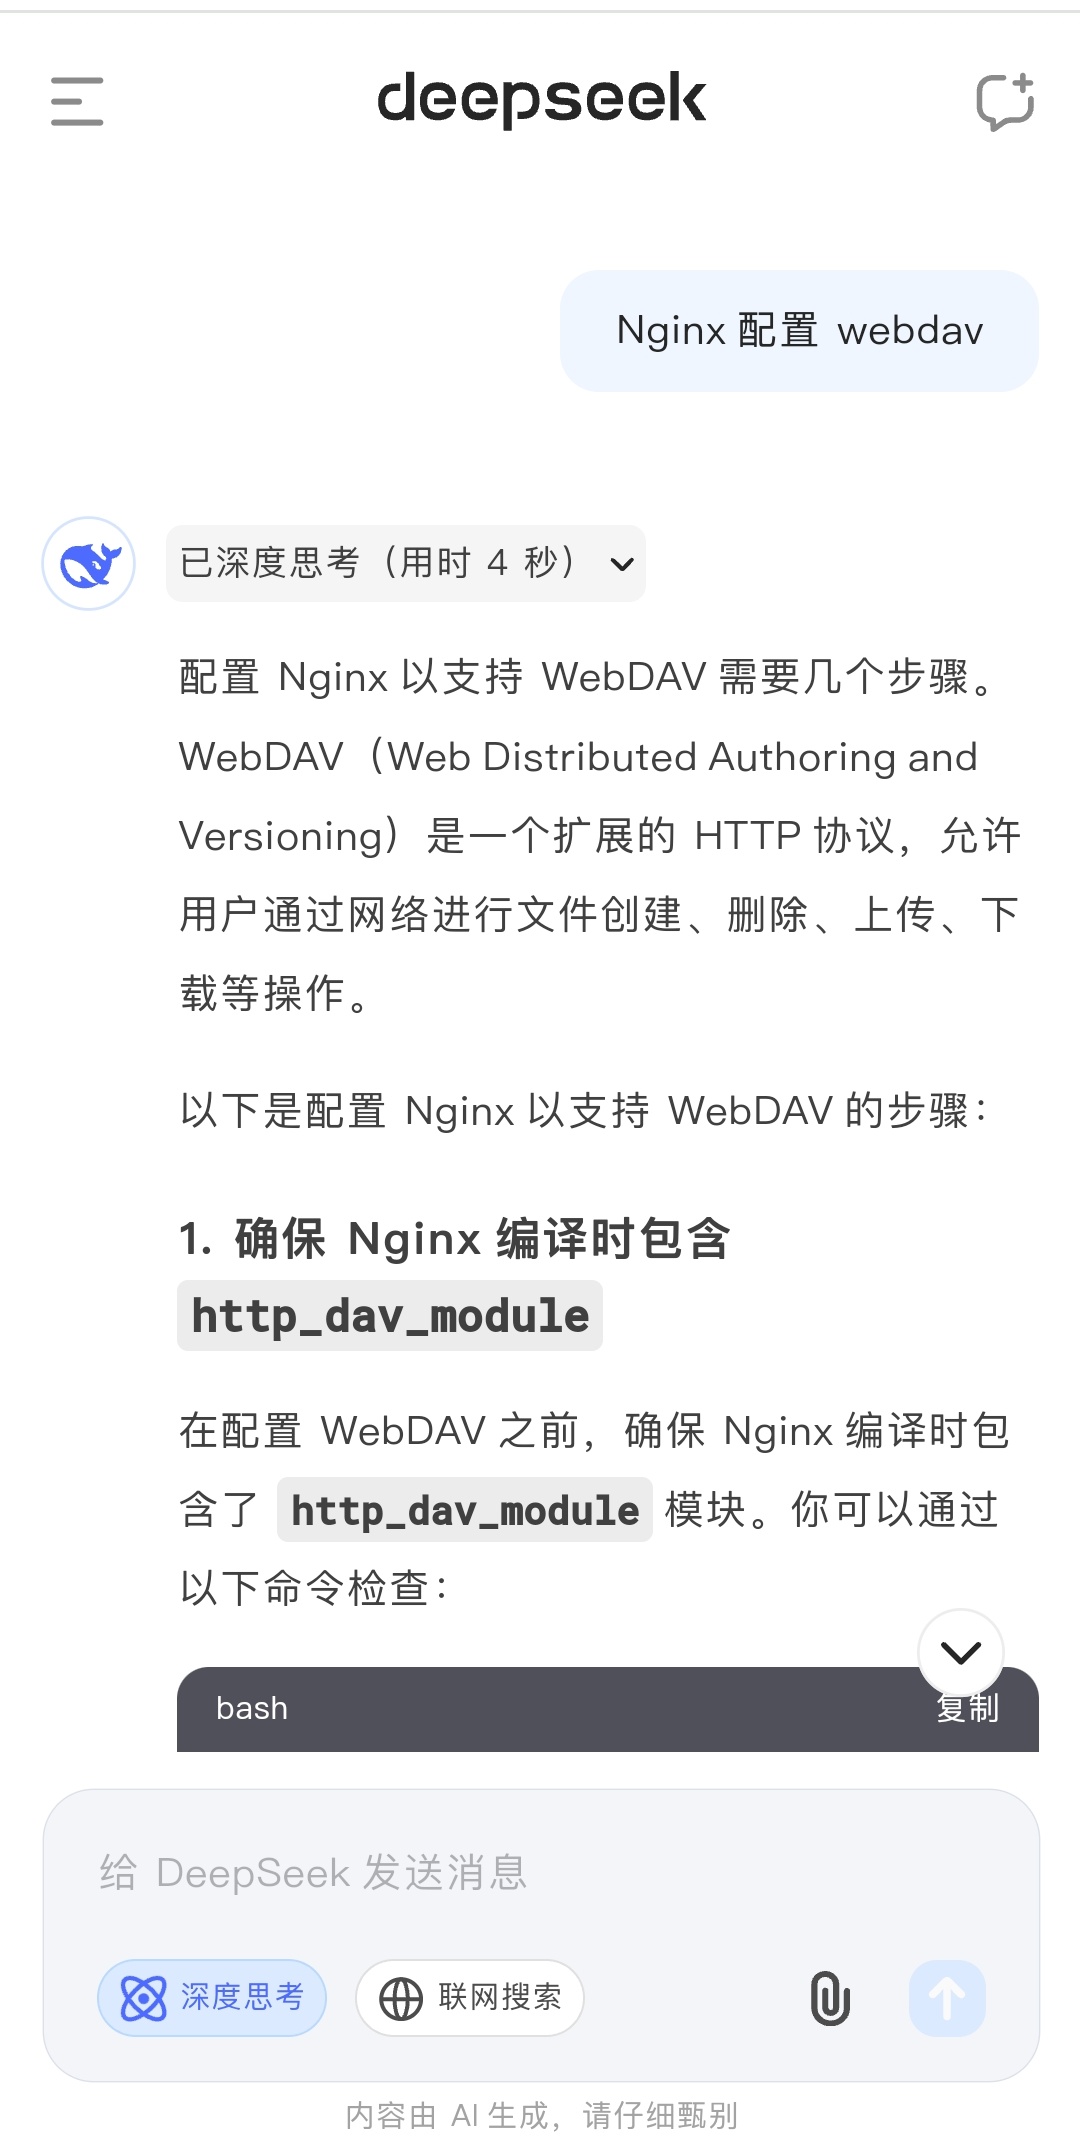 deepseek
Nginx 配置 webdav
已深度思考（用时 4 秒）
配置 Nginx 以支持 WebDAV 需要几个步骤。
WebDAV（Web Distributed Authoring and
Versioning）是一个扩展的 HTTP 协议，允许
用户通过网络进行文件创建、删除、上传、下
载等操作。
以下是配置 Nginx 以支持 WebDAV 的步骤：
1. 确保 Nginx 编译时包含
http_dav_module
在配置 WebDAV 之前，确保 Nginx 编译时包
含了 http_dav_module 模块。你可以通过
以下命令检查：
bash 复制
给 DeepSeek 发送消息
深度思考 联网搜索
内容由 AI 生成，请仔细甄别